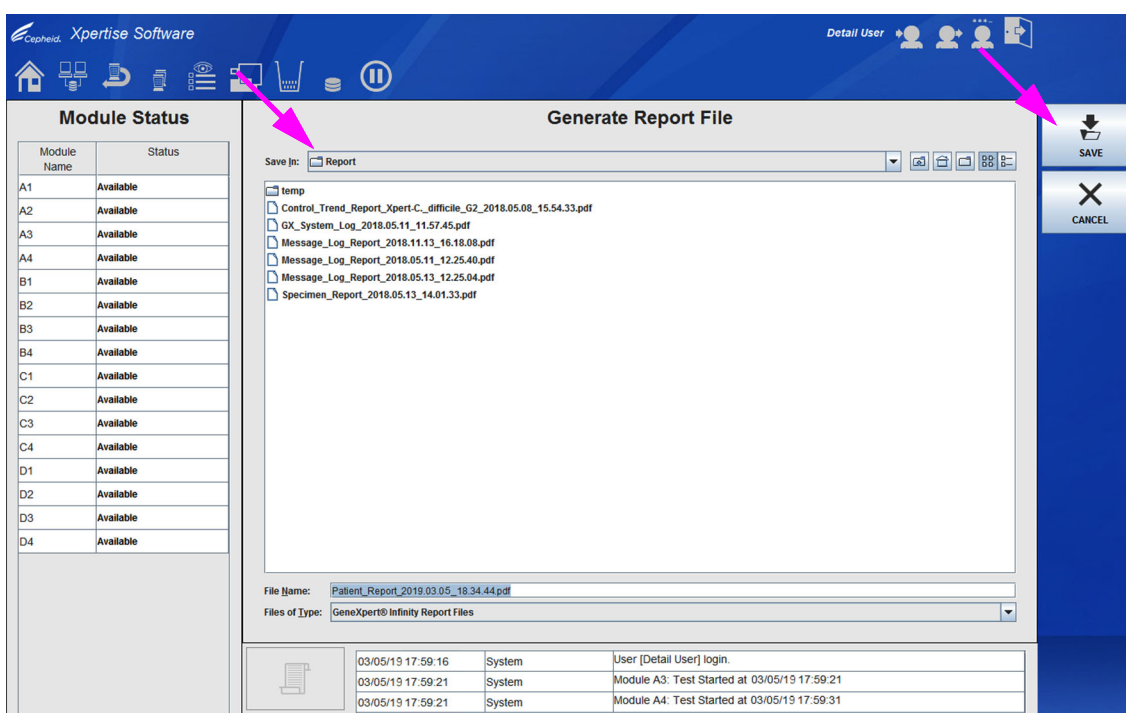 Cepheid. Xpertise Software
Detail User
Module Status
Generate Report File
Module Name Status
A1 Available
A2 Available
A3 Available
A4 Available
B1 Available
B2 Available
B3 Available
B4 Available
C1 Available
C2 Available
C3 Available
C4 Available
D1 Available
D2 Available
D3 Available
D4 Available
Save In: Report
temp
Control_Trend_Report_Xpert-C._difficile_G2_2018.05.08_15.54.33.pdf
GX_System_Log_2018.05.11_11.57.45.pdf
Message_Log_Report_2018.11.13_16.18.08.pdf
Message_Log_Report_2018.05.11_12.25.40.pdf
Message_Log_Report_2018.05.13_12.25.04.pdf
Specimen_Report_2018.05.13_14.01.33.pdf
File Name: Patient_Report_2019.03.05_18.34.44.pdf
Files of Type: GeneXpert® Infinity Report Files
SAVE
CANCEL
03/05/19 17:59:16 System User [Detail User] login.
03/05/19 17:59:21 System Module A3: Test Started at 03/05/19 17:59:21
03/05/19 17:59:21 System Module A4: Test Started at 03/05/19 17:59:31